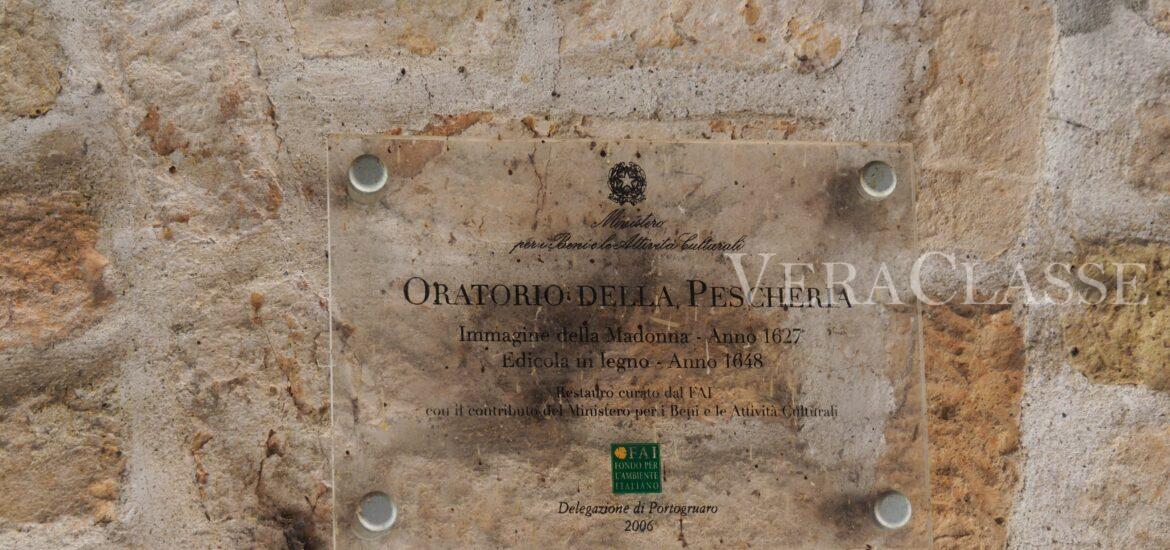 Ministero
per i Beni e le Attività Culturali
VERACLASSE
ORATORIO DELLA PESCHERIA
Immagine della Madonna - Anno 1627
Edicola in legno - Anno 1648
Restauro curato dal FAI
con il contributo del Ministero per i Beni e le Attività Culturali
FAI
FONDO PER
L'AMBIENTE
ITALIANO
Delegazione di Portogruaro
2006